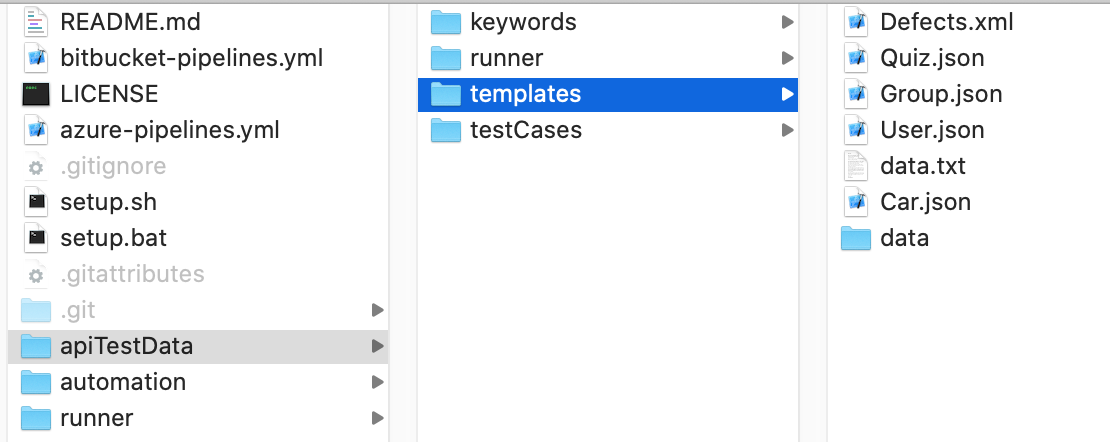 README.md
bitbucket-pipelines.yml
LICENSE
azure-pipelines.yml
.gitignore
setup.sh
setup.bat
.gitattributes
.git
apiTestData
automation
runner
keywords
runner
templates
testCases
Defects.xml
Quiz.json
Group.json
User.json
data.txt
Car.json
data